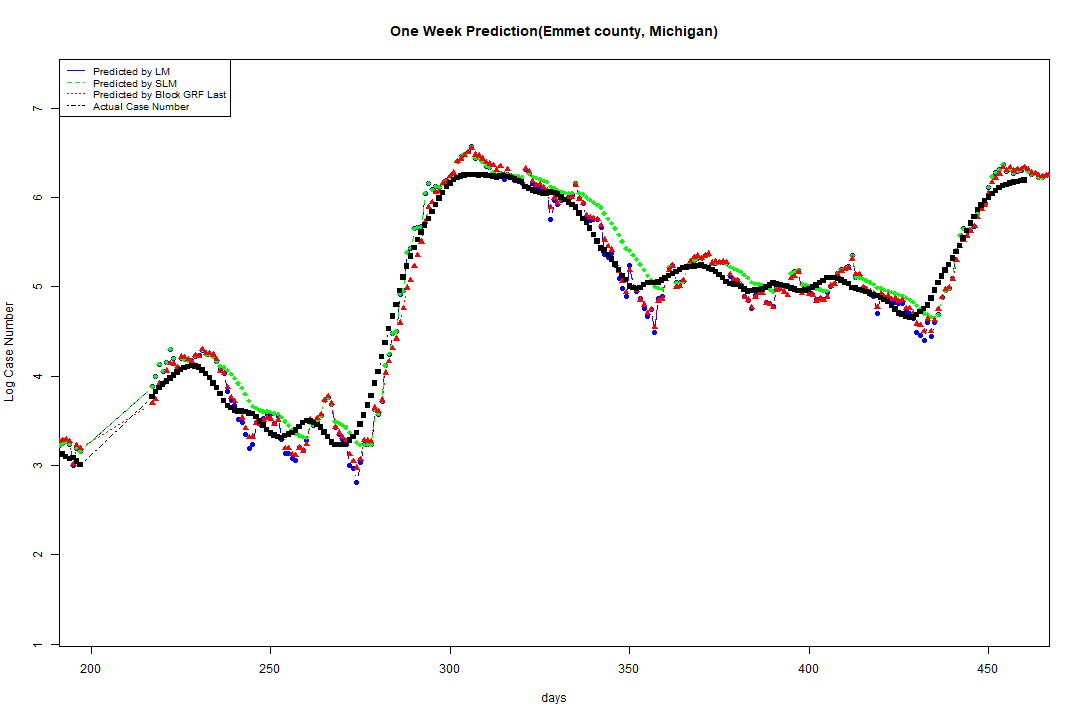 One Week Prediction(Emmet county, Michigan)
Predicted by LM
Predicted by SLM
Predicted by Block GRF Last
Actual Case Number
7
6
5
4
3
2
1
Log Case Number
200 250 300 350 400 450
days